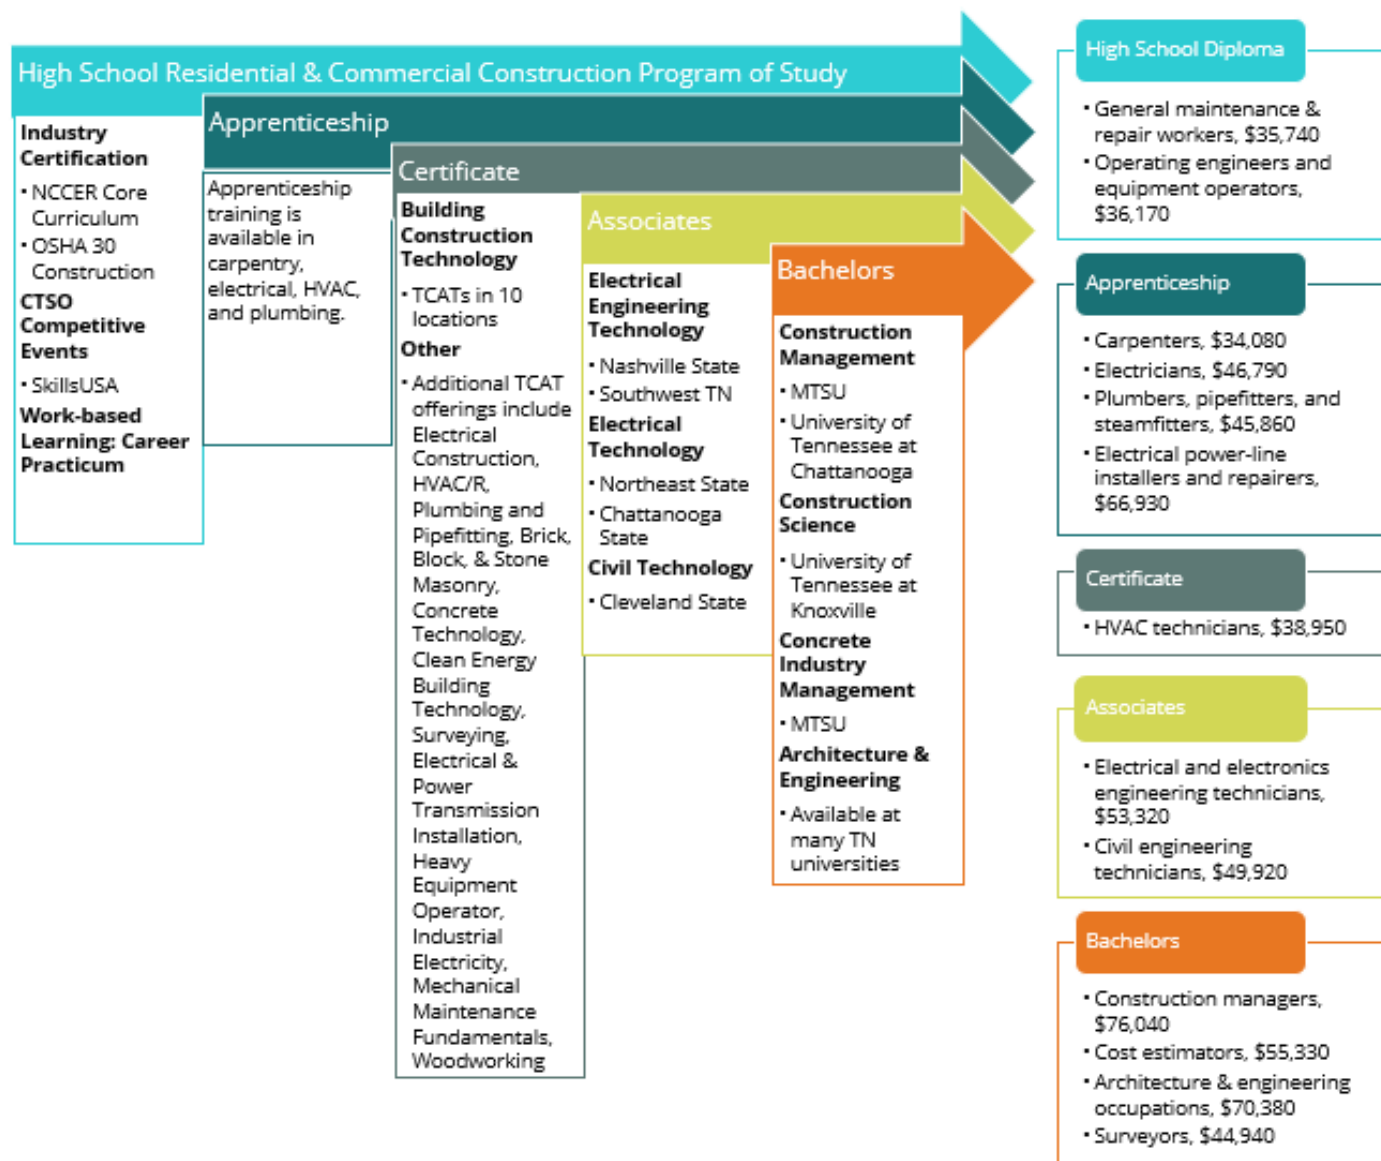 High School Residential & Commercial Construction Program of Study
Industry
Certification
• NCCER Core
Curriculum
• OSHA 30
Construction
CTSO
Competitive
Events
• SkillsUSA
Work-based
Learning: Career
Practicum
Apprenticeship
Apprenticeship
training is
available in
carpentry,
electrical, HVAC,
and plumbing.
Certificate
Building
Construction
Technology
• TCATs in 10
locations
Other
• Additional TCAT
offerings include
Electrical
Construction,
HVAC/R,
Plumbing and
Pipefitting, Brick,
Block, & Stone
Masonry,
Concrete
Technology,
Clean Energy
Building
Technology,
Surveying,
Electrical &
Power
Transmission
Installation,
Heavy
Equipment
Operator,
Industrial
Electricity,
Mechanical
Maintenance
Fundamentals,
Woodworking
Associates
Electrical
Engineering
Technology
• Nashville State
• Southwest TN
Electrical
Technology
• Northeast State
• Chattanooga
State
Civil Technology
• Cleveland State
Bachelors
Construction
Management
• MTSU
• University of
Tennessee at
Chattanooga
Construction
Science
• University of
Tennessee at
Knoxville
Concrete
Industry
Management
• MTSU
Architecture &
Engineering
• Available at
many TN
universities
High School Diploma
• General maintenance &
repair workers, $35,740
• Operating engineers and
equipment operators,
$36,170
Apprenticeship
• Carpenters, $34,080
• Electricians, $46,790
• Plumbers, pipefitters, and
steamfitters, $45,860
• Electrical power-line
installers and repairers,
$66,930
Certificate
• HVAC technicians, $38,950
Associates
• Electrical and electronics
engineering technicians,
$53,320
• Civil engineering
technicians, $49,920
Bachelors
• Construction managers,
$76,040
• Cost estimators, $55,330
• Architecture & engineering
occupations, $70,380
• Surveyors, $44,940